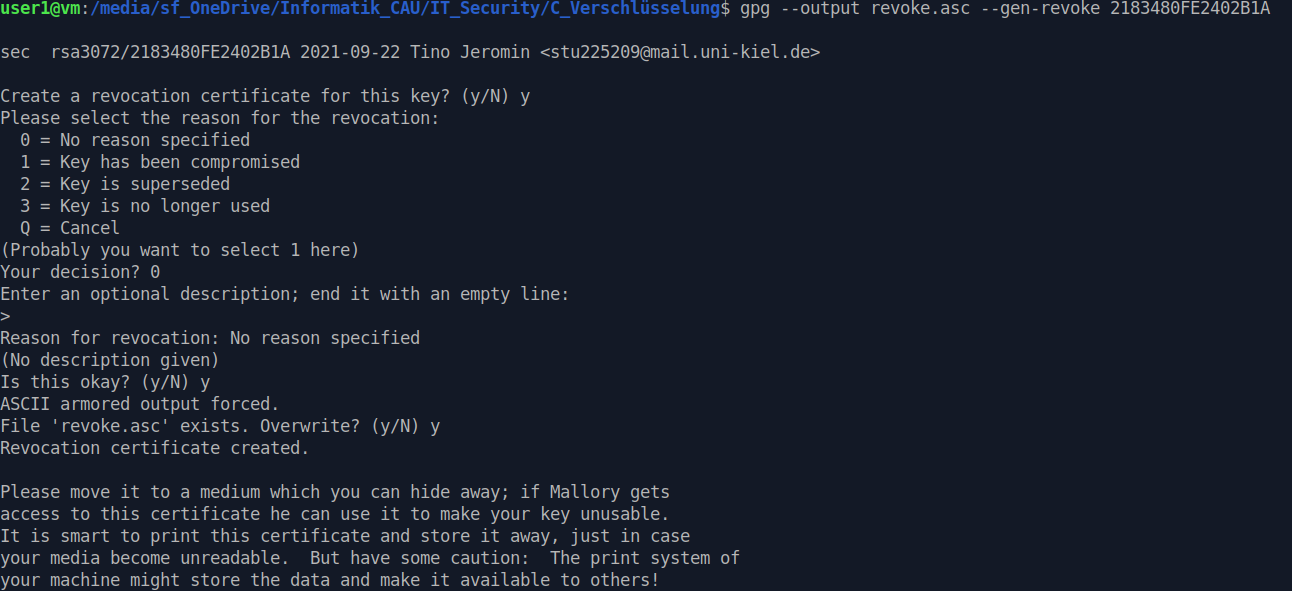 user1@vm:/media/sf_OneDrive/Informatik_CAU/IT_Security/C_Verschlüsselung$ gpg --output revoke.asc --gen-revoke 2183480FE2402B1A
sec  rsa3072/2183480FE2402B1A 2021-09-22 Tino Jeromin <stu225209@mail.uni-kiel.de>
Create a revocation certificate for this key? (y/N) y
Please select the reason for the revocation:
  0 = No reason specified
  1 = Key has been compromised
  2 = Key is superseded
  3 = Key is no longer used
  Q = Cancel
(Probably you want to select 1 here)
Your decision? 0
Enter an optional description; end it with an empty line:
>
Reason for revocation: No reason specified
(No description given)
Is this okay? (y/N) y
ASCII armored output forced.
File 'revoke.asc' exists. Overwrite? (y/N) y
Revocation certificate created.
Please move it to a medium which you can hide away; if Mallory gets
access to this certificate he can use it to make your key unusable.
It is smart to print this certificate and store it away, just in case
your media become unreadable.  But have some caution:  The print system of
your machine might store the data and make it available to others!